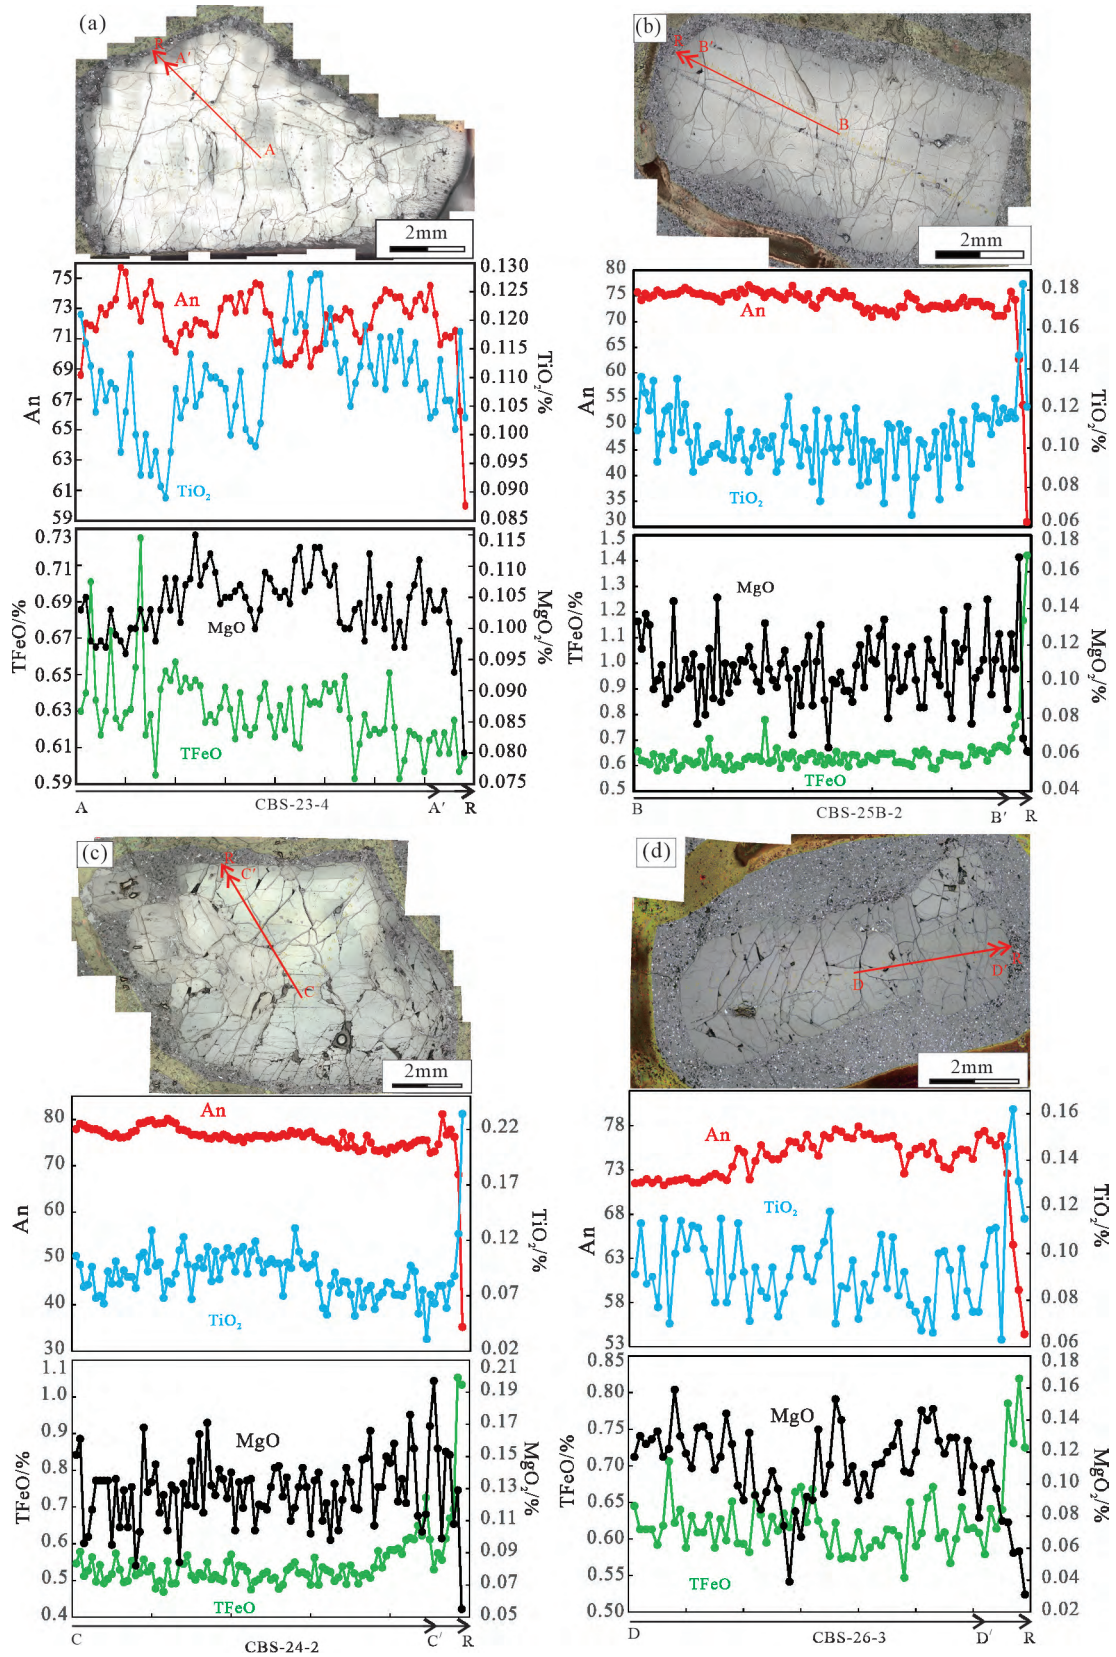 (a)
R
A'
A
2mm
75
73
71
69
67
65
63
61
59
An
An
TiO₂
0.130
0.125
0.120
0.115
0.110
0.105
0.100
0.095
0.090
0.085
TiO₂/%
0.73
0.71
0.69
0.67
0.65
0.63
0.61
0.59
TFeO/%
MgO
TFeO
0.115
0.110
0.105
0.100
0.095
0.090
0.085
0.080
0.075
MgO₂/%
A
CBS-23-4
A'
R
(b)
R
B'
B
2mm
80
75
70
65
60
55
50
45
40
35
30
An
An
TiO₂
0.18
0.16
0.14
0.12
0.10
0.08
0.06
TiO₂/%
1.5
1.4
1.3
1.2
1.1
1.0
0.9
0.8
0.7
0.6
0.5
TFeO/%
MgO
TFeO
0.18
0.16
0.14
0.12
0.10
0.08
0.06
0.04
MgO₂/%
B
CBS-25B-2
B'
R
(c)
R
C'
C
2mm
80
70
60
50
40
30
An
An
TiO₂
0.22
0.17
0.12
0.07
0.02
TiO₂/%
1.1
1.0
0.9
0.8
0.7
0.6
0.5
0.4
TFeO/%
MgO
TFeO
0.21
0.19
0.17
0.15
0.13
0.11
0.09
0.07
0.05
MgO₂/%
C
CBS-24-2
C'
R
(d)
D
D'
R
2mm
78
73
68
63
58
53
An
An
TiO₂
0.16
0.14
0.12
0.10
0.08
0.06
TiO₂/%
0.85
0.80
0.75
0.70
0.65
0.60
0.55
0.50
TFeO/%
MgO
TFeO
0.18
0.16
0.14
0.12
0.10
0.08
0.06
0.04
0.02
MgO₂/%
D
CBS-26-3
D'
R